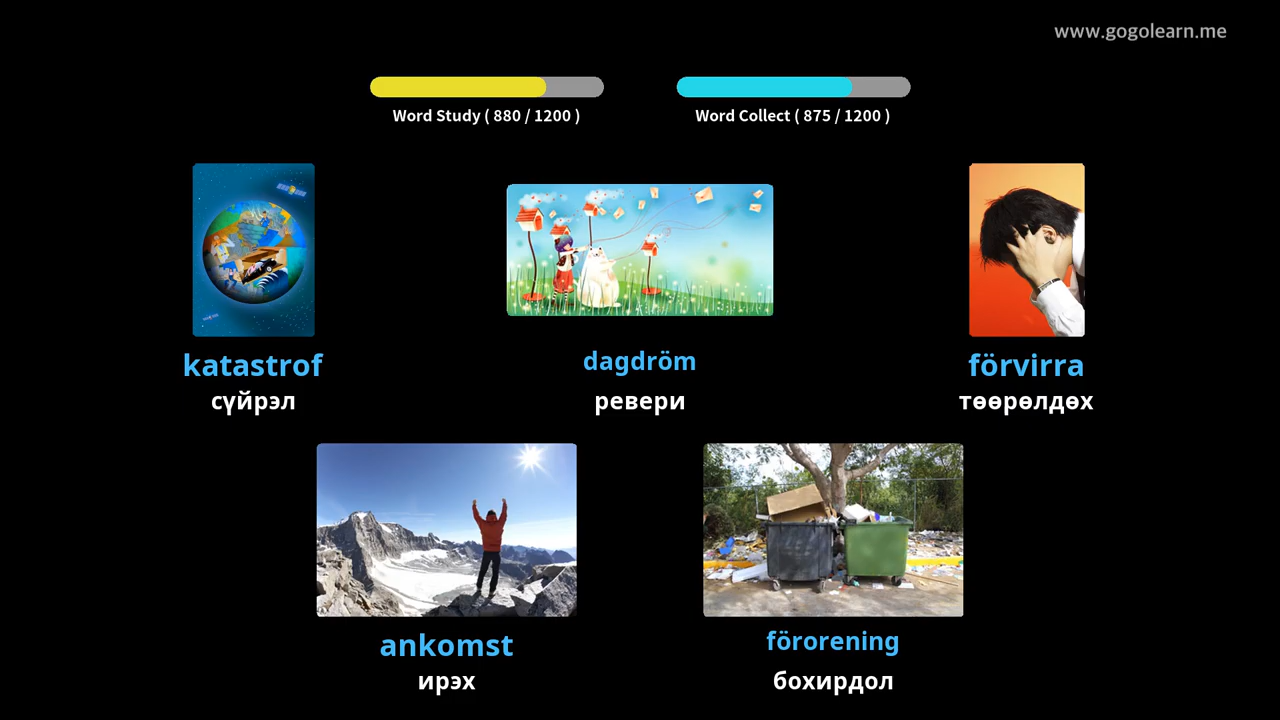 www.gogolearn.me
Word Study ( 880 / 1200 )
Word Collect ( 875 / 1200 )
katastrof
сүйрэл
dagdröm
ревери
förvirra
төөрөлдөх
ankomst
ирэх
förorening
бохирдол